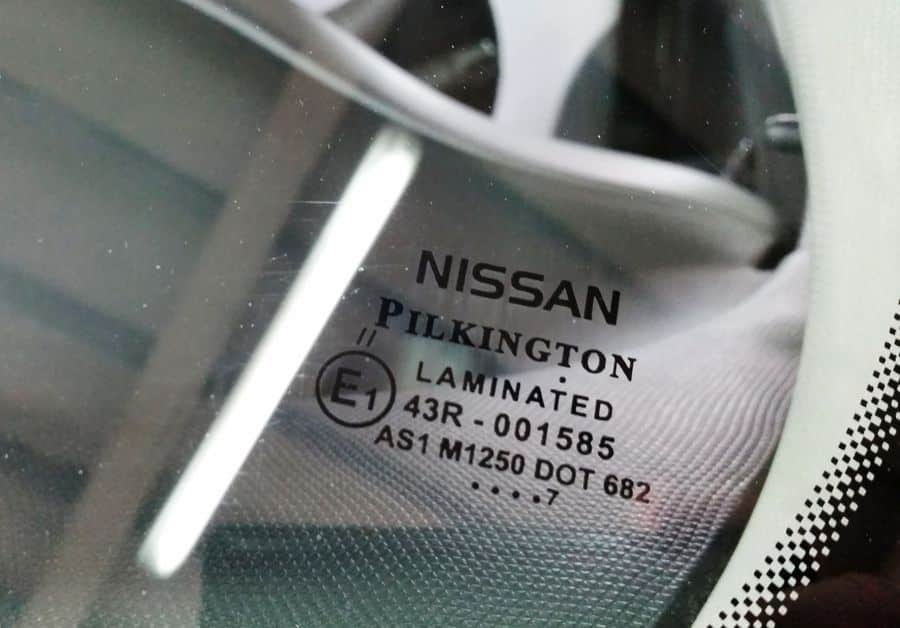 NISSAN
PILKINGTON
//
LAMINATED
E1
43R - 001585
AS1 M1250 DOT 682
. . . .7